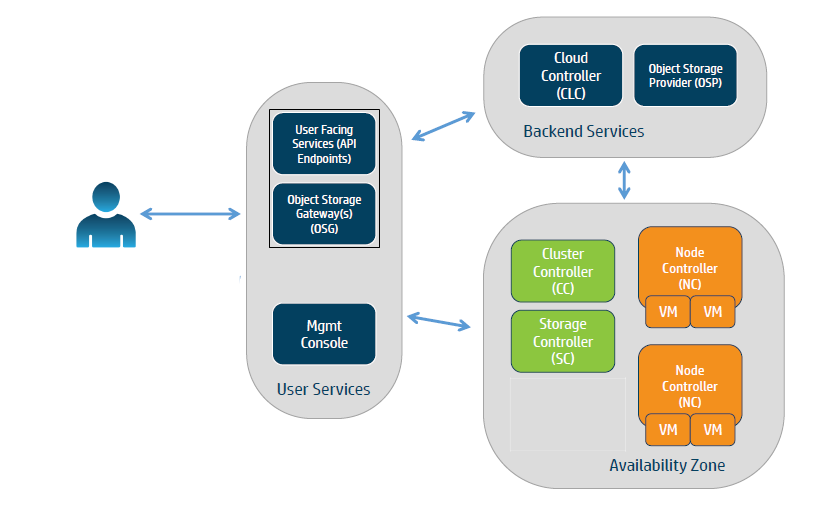 User Facing
Services (API
Endpoints)
Object Storage
Gateway(s)
(OSG)
Mgmt
Console
User Services
Cloud
Controller
(CLC)
Object Storage
Provider (OSP)
Backend Services
Cluster
Controller
(CC)
Storage
Controller
(SC)
Node
Controller
(NC)
VM VM
Node
Controller
(NC)
VM VM
Availability Zone